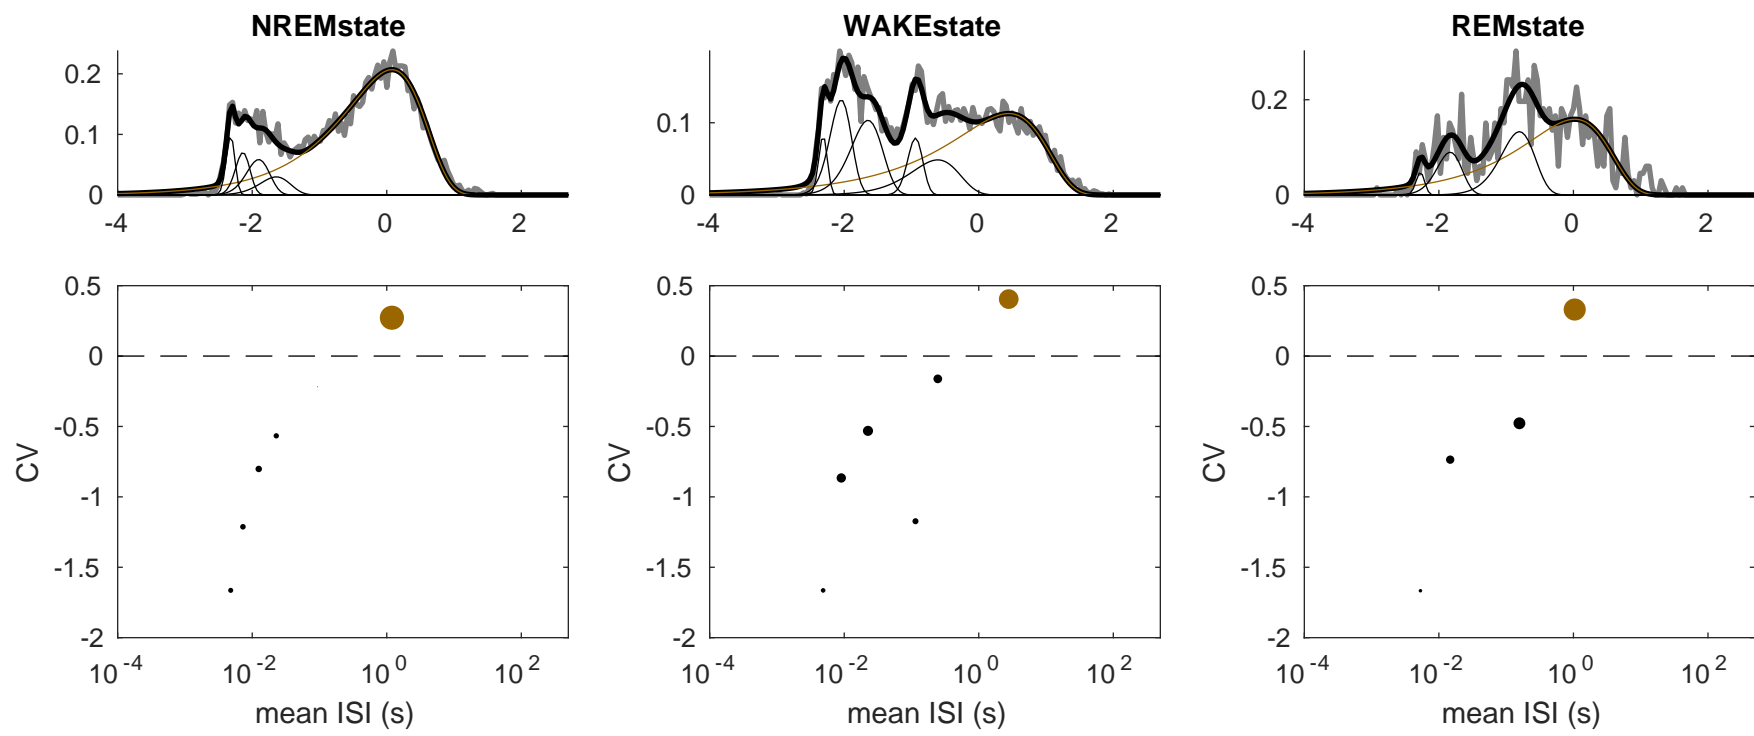 NREMstate WAKEstate REMstate
0.2 0.1 0
0.1 0
0.2 0
-4 -2 0 2
-4 -2 0 2
-4 -2 0 2
CV
0.5 0 -0.5 -1 -1.5 -2
CV
0.5 0 -0.5 -1 -1.5 -2
CV
0.5 0 -0.5 -1 -1.5 -2
10^-4 10^-2 10^0 10^2
10^-4 10^-2 10^0 10^2
10^-4 10^-2 10^0 10^2
mean ISI (s) mean ISI (s) mean ISI (s)